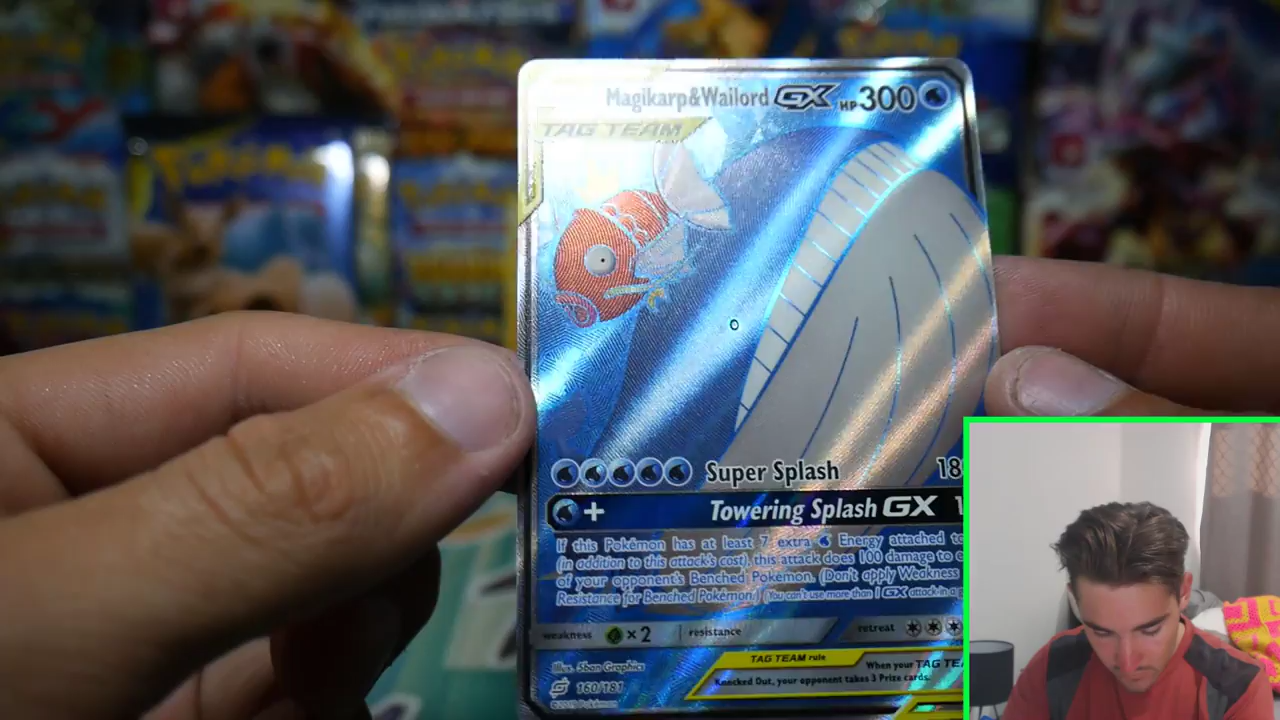 Magikarp&Wailord GX HP300
TAG TEAM
Pokémon
Super Splash 18
+ Towering Splash GX 1
If this Pokémon has at least 7 extra Energy attached to
(in addition to this attack's cost), this attack does 100 damage to e
of your opponent's Benched Pokémon. (Don't apply Weakness
Resistance for Benched Pokémon.) (You can't use more than 1 GX attack in a g
weakness ×2 resistance retreat
Illus. 5ban Graphics
TAG TEAM rule When your TAG TEA
Knocked Out, your opponent takes 3 Prize cards.
160/181
©2019 Pokémon